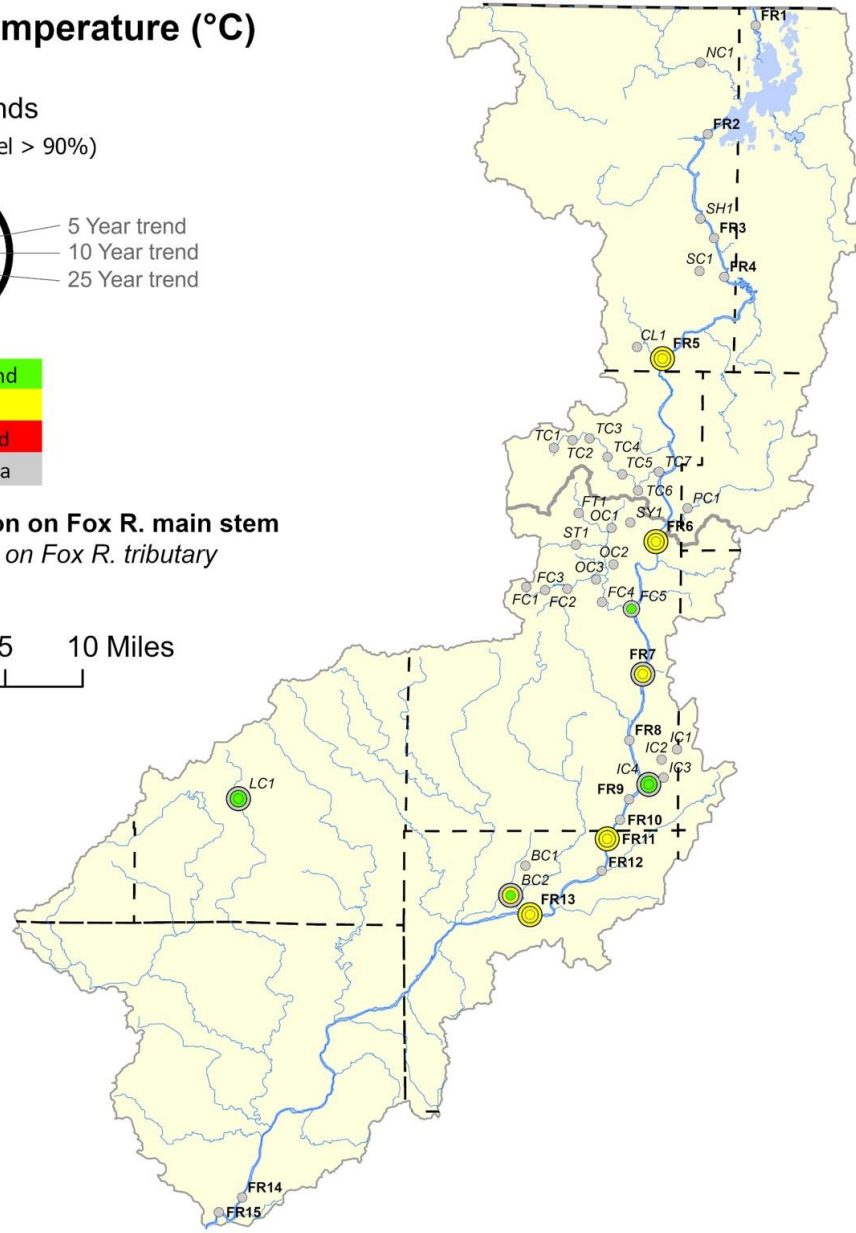 mperature (°C)
nds
el > 90%)
5 Year trend
10 Year trend
25 Year trend
nd
d
a
on on Fox R. main stem
on Fox R. tributary
5 10 Miles
FR1
NC1
FR2
SH1
FR3
SC1
FR4
CL1
FR5
TC1
TC3
TC2
TC4
TC5
TC7
TC6
FT1
PC1
OC1
SY1
FR6
ST1
OC2
OC3
FC3
FC1
FC2
FC4
FC5
FR7
FR8
IC1
IC2
IC4
IC3
LC1
FR9
FR10
FR11
BC1
FR12
BC2
FR13
FR14
FR15